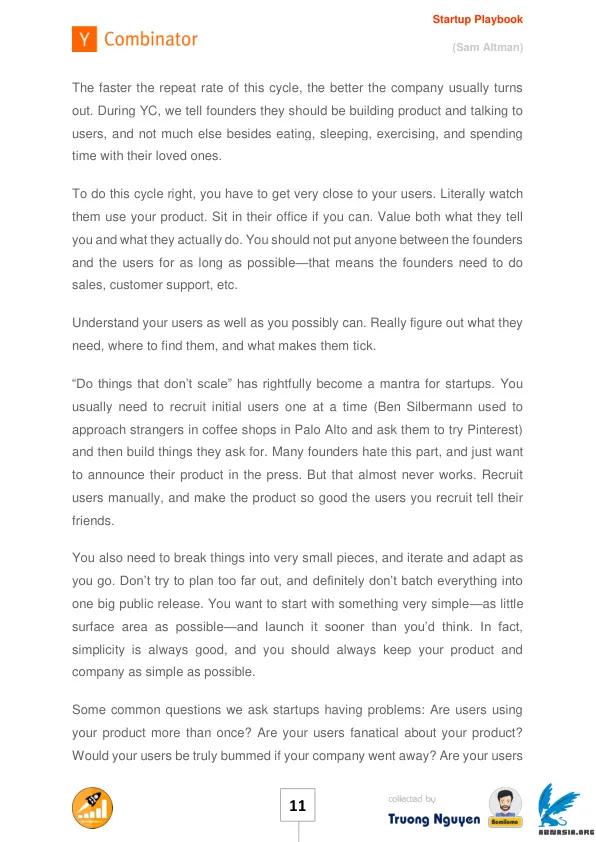 Startup Playbook
Y Combinator
(Sam Altman)
The faster the repeat rate of this cycle, the better the company usually turns
out. During YC, we tell founders they should be building product and talking to
users, and not much else besides eating, sleeping, exercising, and spending
time with their loved ones.
To do this cycle right, you have to get very close to your users. Literally watch
them use your product. Sit in their office if you can. Value both what they tell
you and what they actually do. You should not put anyone between the founders
and the users for as long as possible—that means the founders need to do
sales, customer support, etc.
Understand your users as well as you possibly can. Really figure out what they
need, where to find them, and what makes them tick.
“Do things that don’t scale” has rightfully become a mantra for startups. You
usually need to recruit initial users one at a time (Ben Silbermann used to
approach strangers in coffee shops in Palo Alto and ask them to try Pinterest)
and then build things they ask for. Many founders hate this part, and just want
to announce their product in the press. But that almost never works. Recruit
users manually, and make the product so good the users you recruit tell their
friends.
You also need to break things into very small pieces, and iterate and adapt as
you go. Don’t try to plan too far out, and definitely don’t batch everything into
one big public release. You want to start with something very simple—as little
surface area as possible—and launch it sooner than you’d think. In fact,
simplicity is always good, and you should always keep your product and
company as simple as possible.
Some common questions we ask startups having problems: Are users using
your product more than once? Are your users fanatical about your product?
Would your users be truly bummed if your company went away? Are your users
11
collected by
Truong Nguyen
ABNASIA.ORG